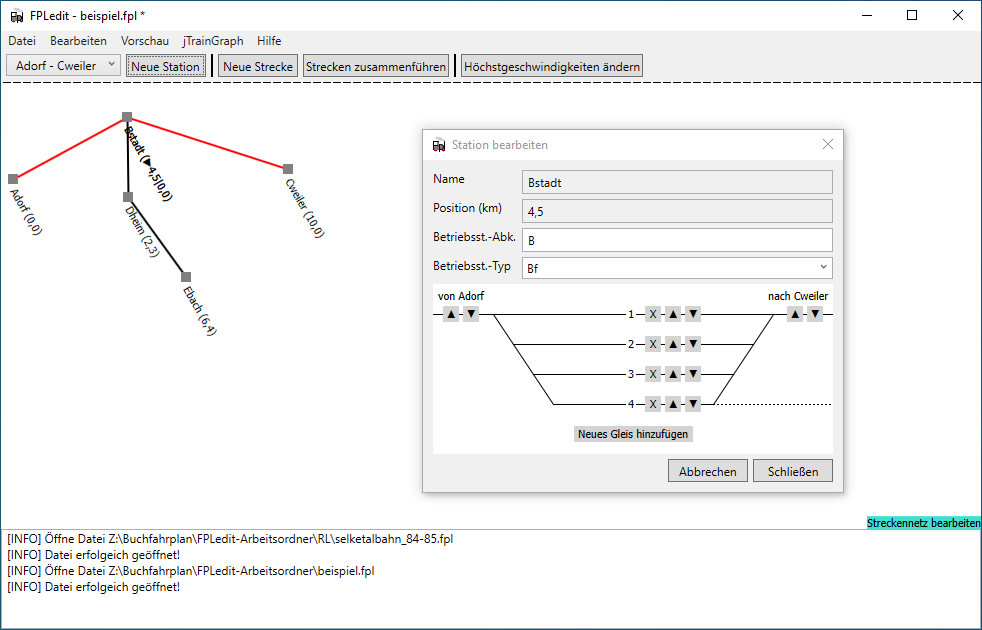 FPLedit - beispiel.fpl *
Datei Bearbeiten Vorschau jTrainGraph Hilfe
Adorf - Cweiler Neue Station Neue Strecke Strecken zusammenführen Höchstgeschwindigkeiten ändern
Bstadt (▶4,5|0,0)
Adorf (0,0)
Cweiler (10,0)
Dheim (2,3)
Ebach (6,4)
Station bearbeiten
Name Bstadt
Position (km) 4,5
Betriebsst.-Abk. B
Betriebsst.-Typ Bf
von Adorf nach Cweiler
▲ ▼ 1 X ▲ ▼ ▲ ▼
2 X ▲ ▼
3 X ▲ ▼
4 X ▲ ▼
Neues Gleis hinzufügen
Abbrechen Schließen
Streckennetz bearbeiten
[INFO] Öffne Datei Z:\Buchfahrplan\FPLedit-Arbeitsordner\RL\selketalbahn_84-85.fpl
[INFO] Datei erfolgeich geöffnet!
[INFO] Öffne Datei Z:\Buchfahrplan\FPLedit-Arbeitsordner\beispiel.fpl
[INFO] Datei erfolgeich geöffnet!